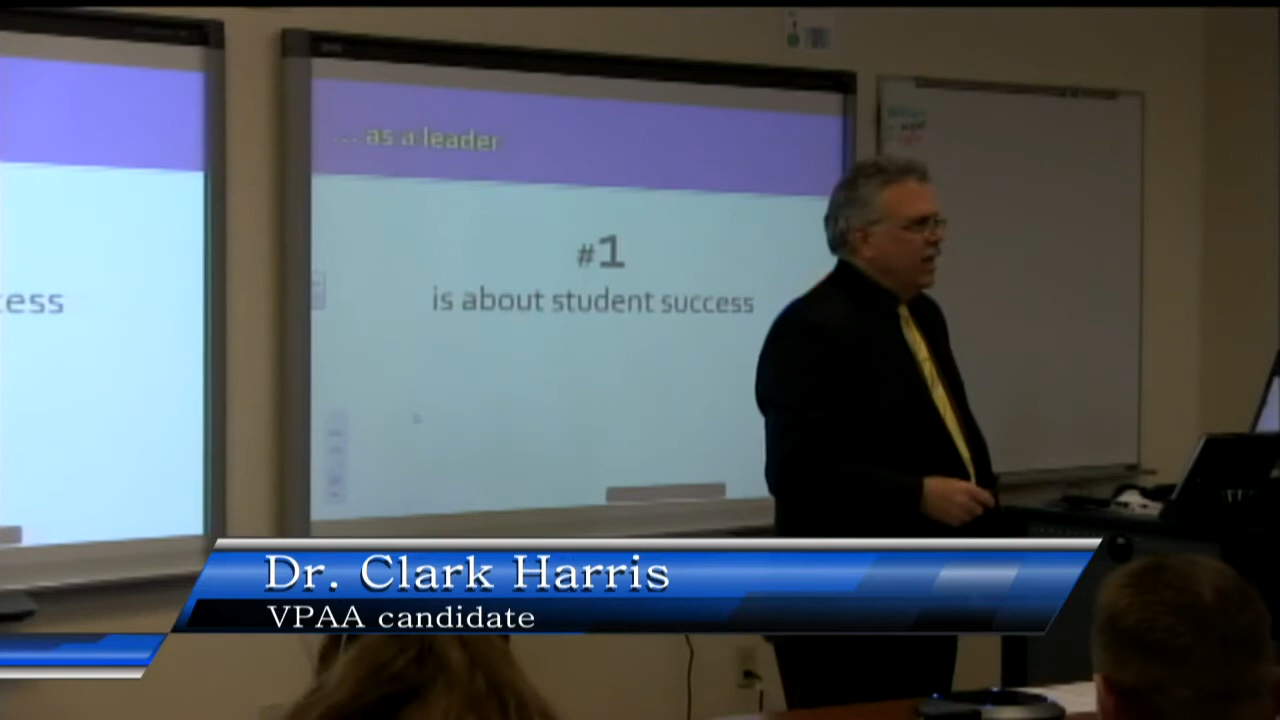 ... as a leader
#1
is about student success
cess
Dr. Clark Harris
VPAA candidate